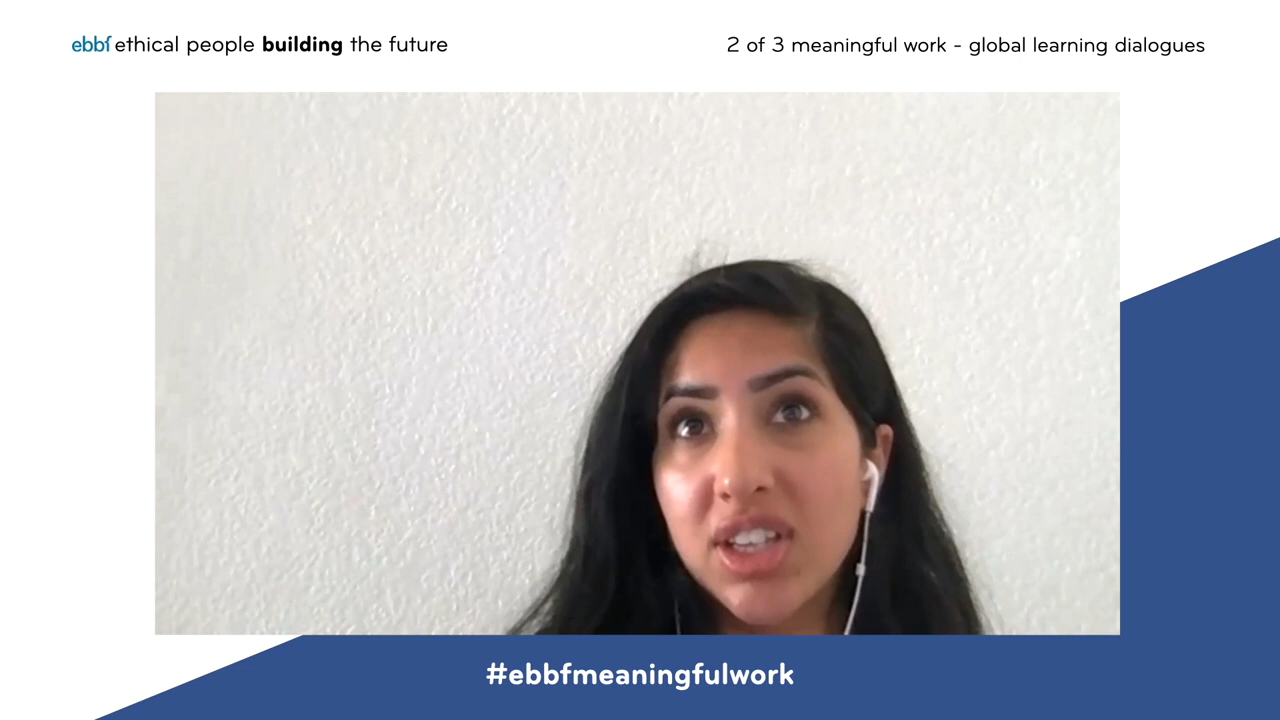 ebbf ethical people building the future
2 of 3 meaningful work - global learning dialogues
#ebbfmeaningfulwork